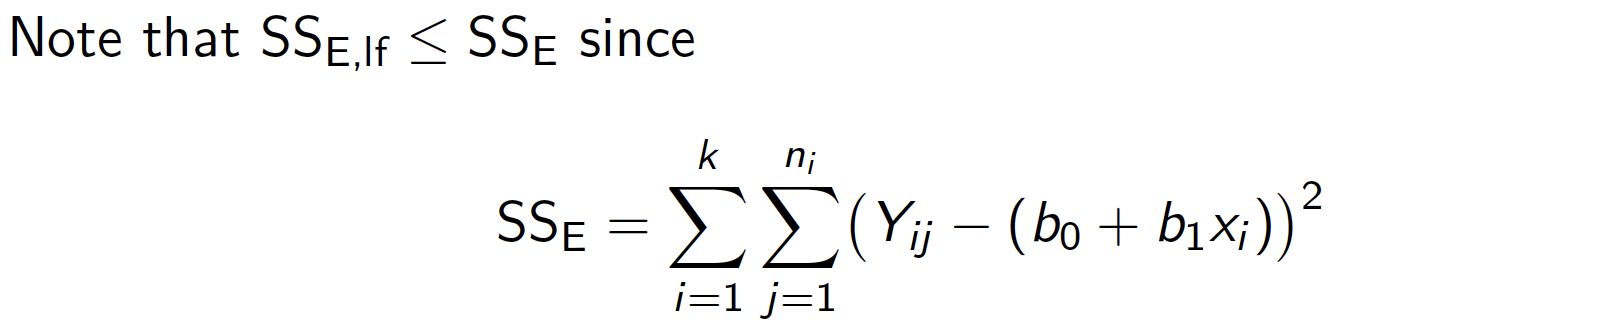 Note that SS_{E,lf} ≤ SS_E since
SS_E = \sum_{i=1}^{k} \sum_{j=1}^{n_i} (Y_{ij} − (b_0 + b_1 x_i))^2